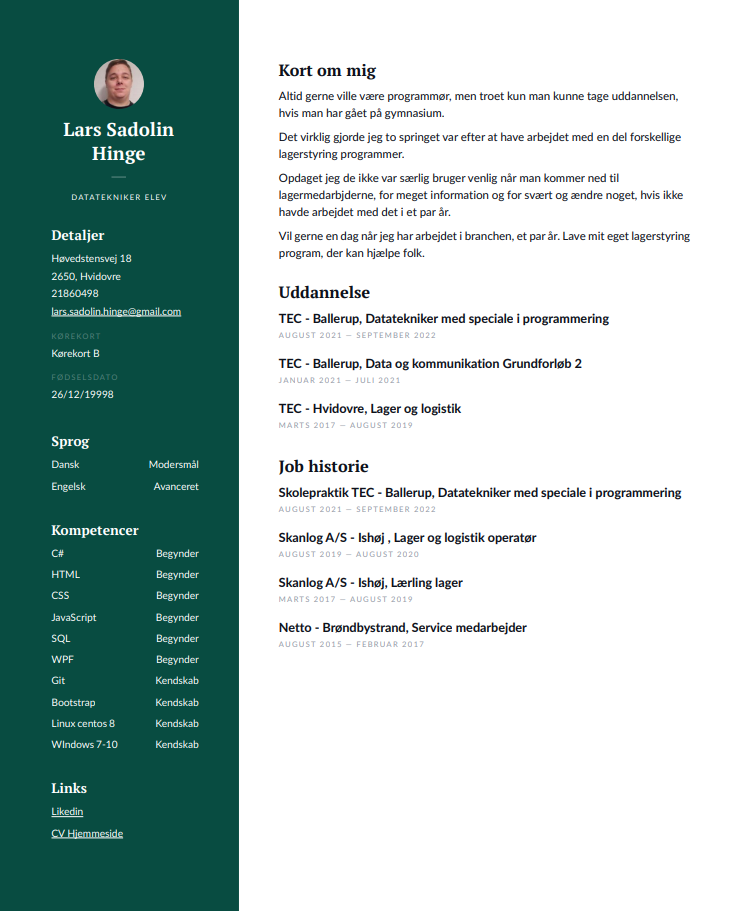 Lars Sadolin
Hinge
DATATEKNIKER ELEV
Detaljer
Høvedstensvej 18
2650, Hvidovre
21860498
lars.sadolin.hinge@gmail.com
KØREKORT
Kørekort B
FØDSELSDATO
26/12/19998
Sprog
Dansk Modersmål
Engelsk Avanceret
Kompetencer
C# Begynder
HTML Begynder
CSS Begynder
JavaScript Begynder
SQL Begynder
WPF Begynder
Git Kendskab
Bootstrap Kendskab
Linux centos 8 Kendskab
WIndows 7-10 Kendskab
Links
Likedin
CV Hjemmeside
Kort om mig
Altid gerne ville være programmør, men troet kun man kunne tage uddannelsen,
hvis man har gået på gymnasium.
Det virklig gjorde jeg to springet var efter at have arbejdet med en del forskellige
lagerstyring programmer.
Opdaget jeg de ikke var særlig bruger venlig når man kommer ned til
lagermedarbjderne, for meget information og for svært og ændre noget, hvis ikke
havde arbejdet med det i et par år.
Vil gerne en dag når jeg har arbejdet i branchen, et par år. Lave mit eget lagerstyring
program, der kan hjælpe folk.
Uddannelse
TEC - Ballerup, Datatekniker med speciale i programmering
AUGUST 2021 — SEPTEMBER 2022
TEC - Ballerup, Data og kommunikation Grundforløb 2
JANUAR 2021 — JULI 2021
TEC - Hvidovre, Lager og logistik
MARTS 2017 — AUGUST 2019
Job historie
Skolepraktik TEC - Ballerup, Datatekniker med speciale i programmering
AUGUST 2021 — SEPTEMBER 2022
Skanlog A/S - Ishøj , Lager og logistik operatør
AUGUST 2019 — AUGUST 2020
Skanlog A/S - Ishøj, Lærling lager
MARTS 2017 — AUGUST 2019
Netto - Brøndbystrand, Service medarbejder
AUGUST 2015 — FEBRUAR 2017